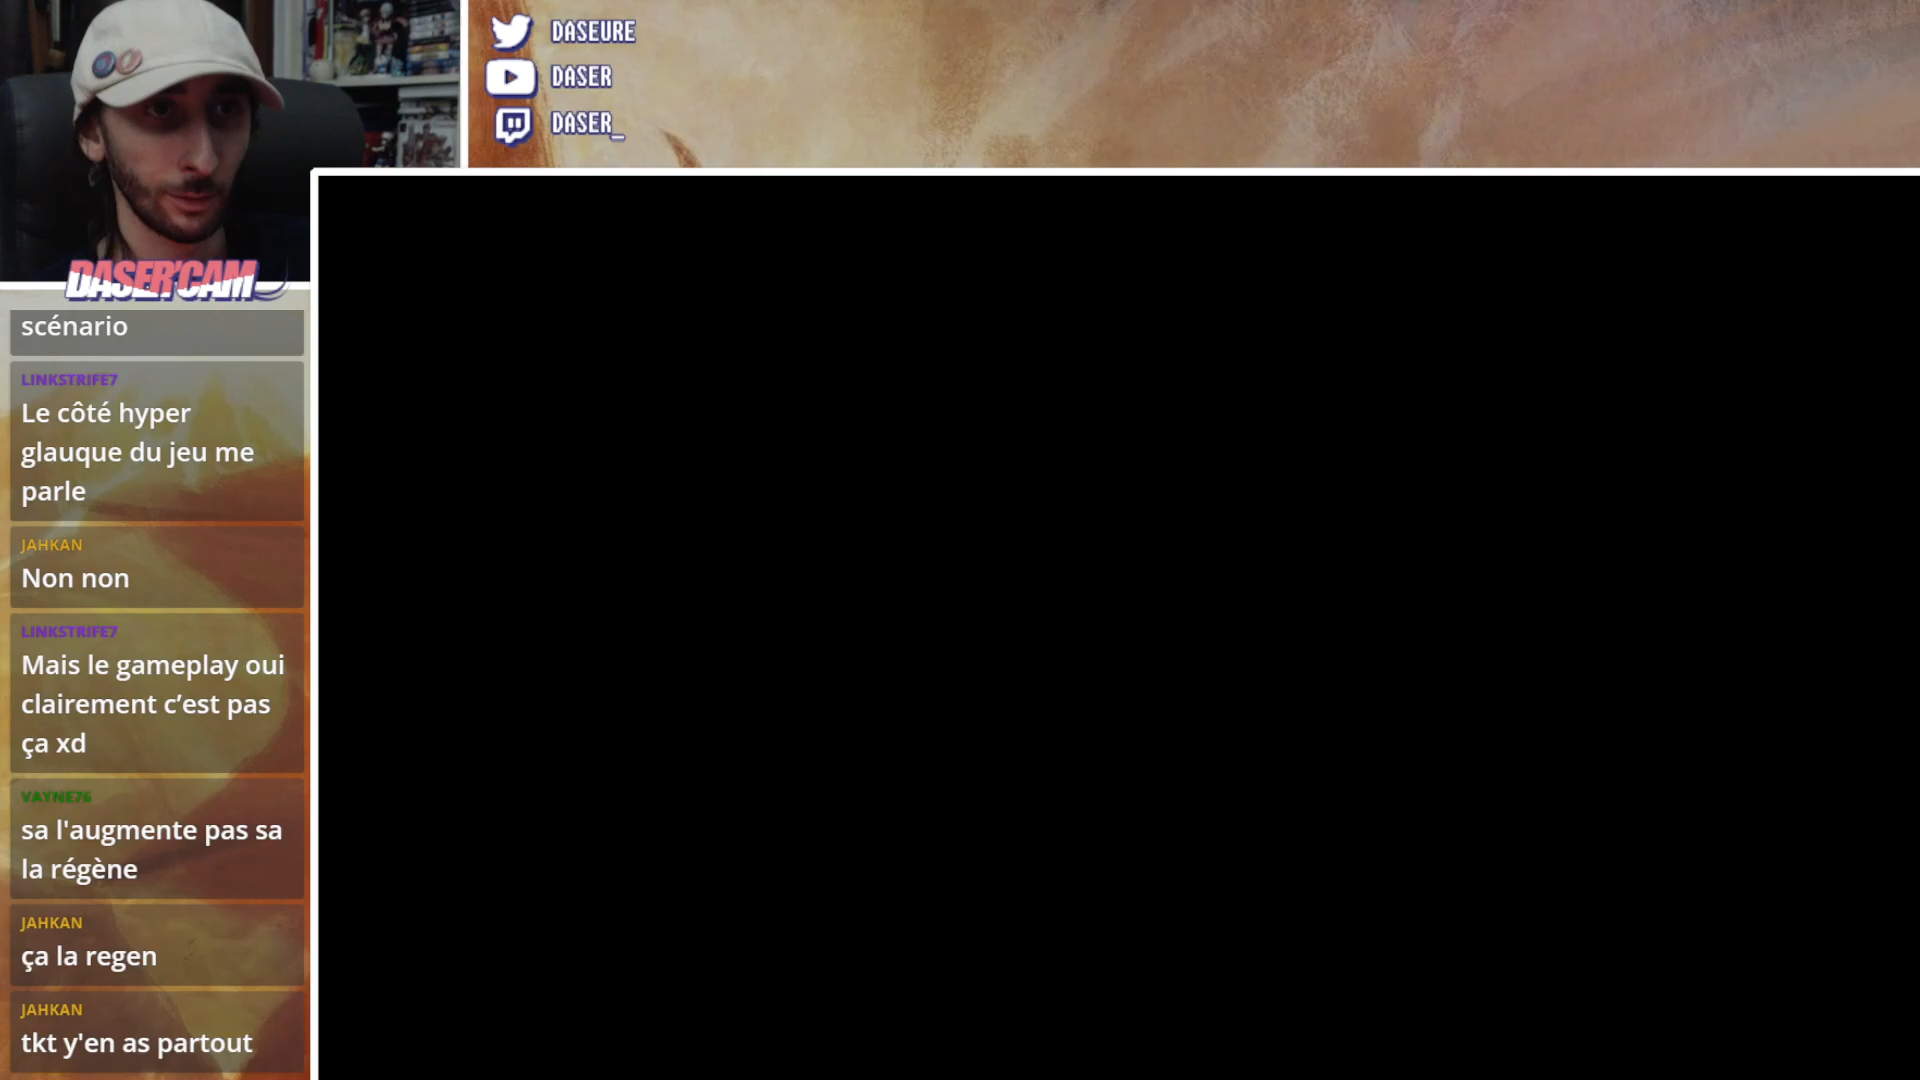 DASEURE
DASER
DASER_
DASER'CAM
scénario
LINKSTRIFE7
Le côté hyper
glauque du jeu me
parle
JAHKAN
Non non
LINKSTRIFE7
Mais le gameplay oui
clairement c’est pas
ça xd
VAYNE76
sa l'augmente pas sa
la régène
JAHKAN
ça la regen
JAHKAN
tkt y'en as partout